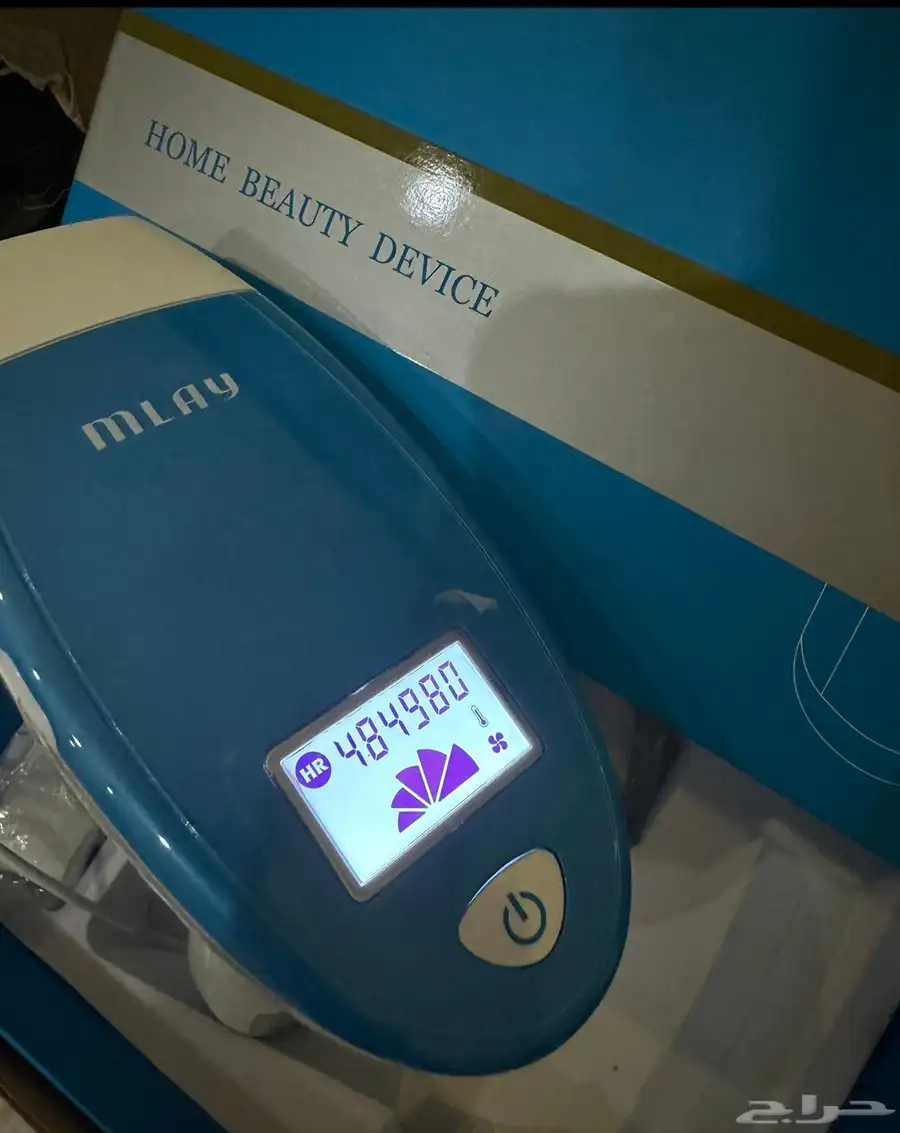 HOME BEAUTY DEVICE
MLAY
HR 484980
حراج